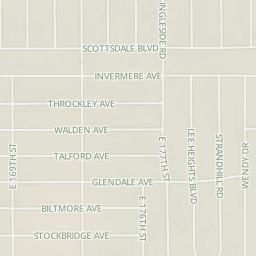 INGLESIDE RD
SCOTTSDALE BLVD
INVERMERE AVE
THROCKLEY AVE
WALDEN AVE
TALFORD AVE
GLENDALE AVE
BILTMORE AVE
STOCKBRIDGE AVE
E 169TH ST
E 176TH ST
E 177TH ST
LEE HEIGHTS BLVD
STRANDHILL RD
WENDY DR